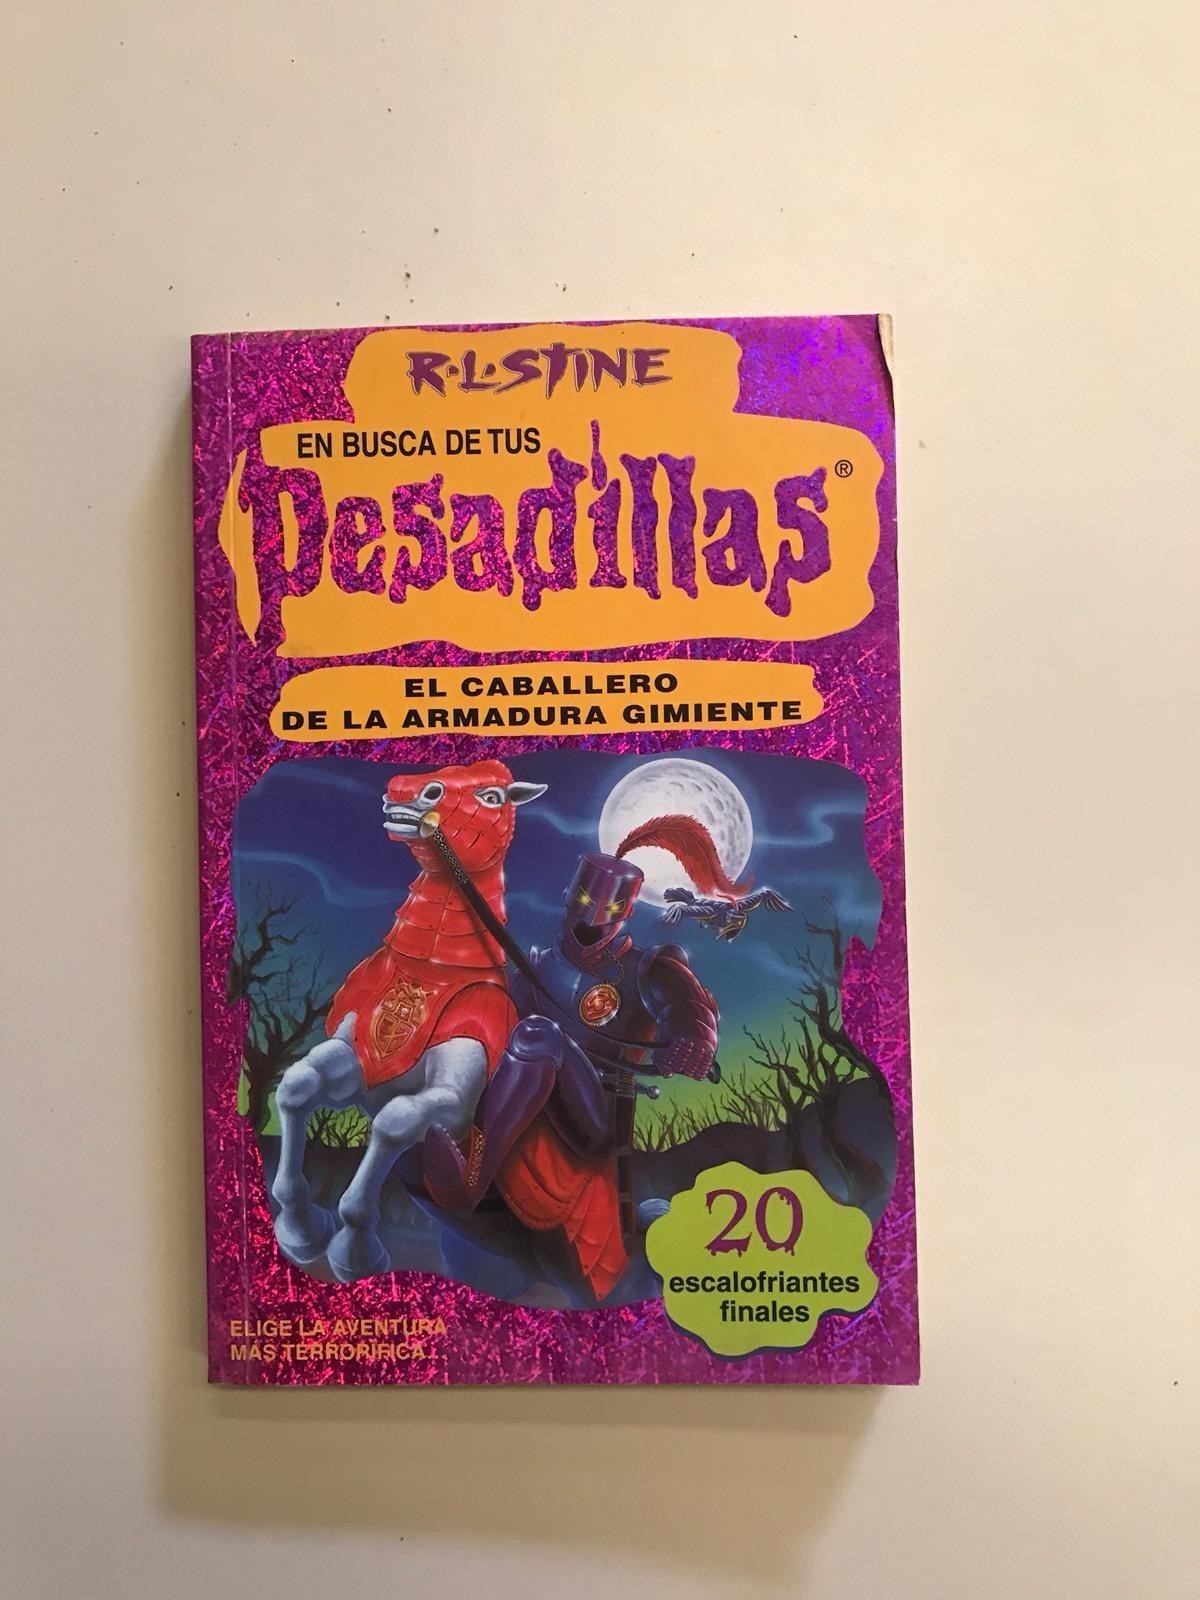 R.L.STINE
EN BUSCA DE TUS
Pesadillas®
EL CABALLERO
DE LA ARMADURA GIMIENTE
20
escalofriantes
finales
ELIGE LA AVENTURA
MÁS TERRORÍFICA...